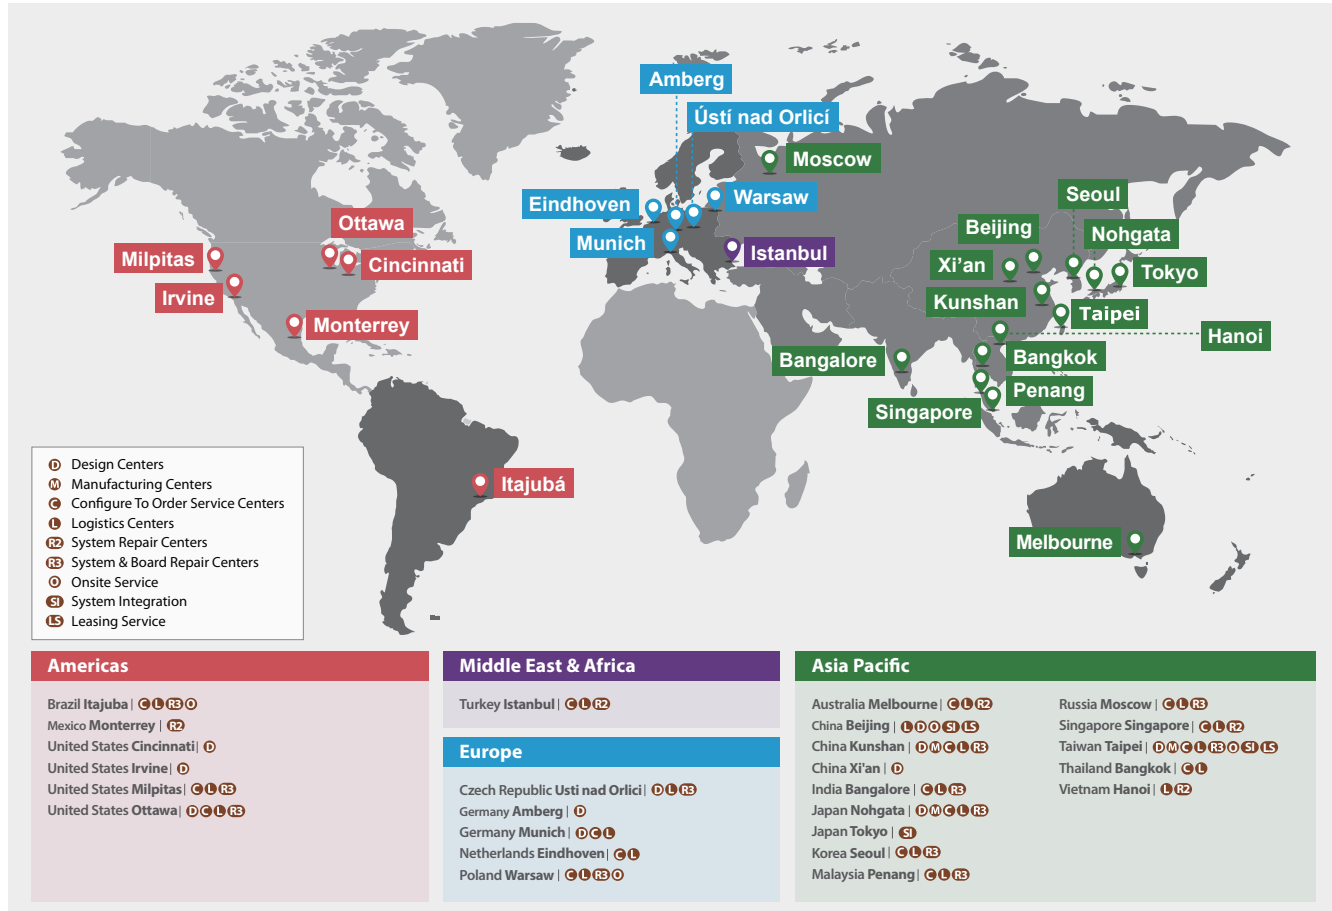 Amberg
Ústí nad Orlicí
Moscow
Eindhoven
Warsaw
Munich
Istanbul
Ottawa
Milpitas
Cincinnati
Irvine
Monterrey
Seoul
Beijing
Nohgata
Xi’an
Tokyo
Kunshan
Taipei
Hanoi
Bangalore
Bangkok
Penang
Singapore
Itajubá
Melbourne
D Design Centers
M Manufacturing Centers
C Configure To Order Service Centers
L Logistics Centers
R2 System Repair Centers
R3 System & Board Repair Centers
O Onsite Service
SI System Integration
LS Leasing Service
Americas
Brazil Itajuba | C L R3 O
Mexico Monterrey | R2
United States Cincinnati | D
United States Irvine | D
United States Milpitas | C L R3
United States Ottawa | D C L R3
Middle East & Africa
Turkey Istanbul | C L R2
Europe
Czech Republic Usti nad Orlici | D L R3
Germany Amberg | D
Germany Munich | D C L
Netherlands Eindhoven | C L
Poland Warsaw | C L R3 O
Asia Pacific
Australia Melbourne | C L R2
China Beijing | L D O SI LS
China Kunshan | D M C L R3
China Xi'an | D
India Bangalore | C L R3
Japan Nohgata | D M C L R3
Japan Tokyo | SI
Korea Seoul | C L R3
Malaysia Penang | C L R3
Russia Moscow | C L R3
Singapore Singapore | C L R2
Taiwan Taipei | D M C L R3 O SI LS
Thailand Bangkok | C L
Vietnam Hanoi | L R2